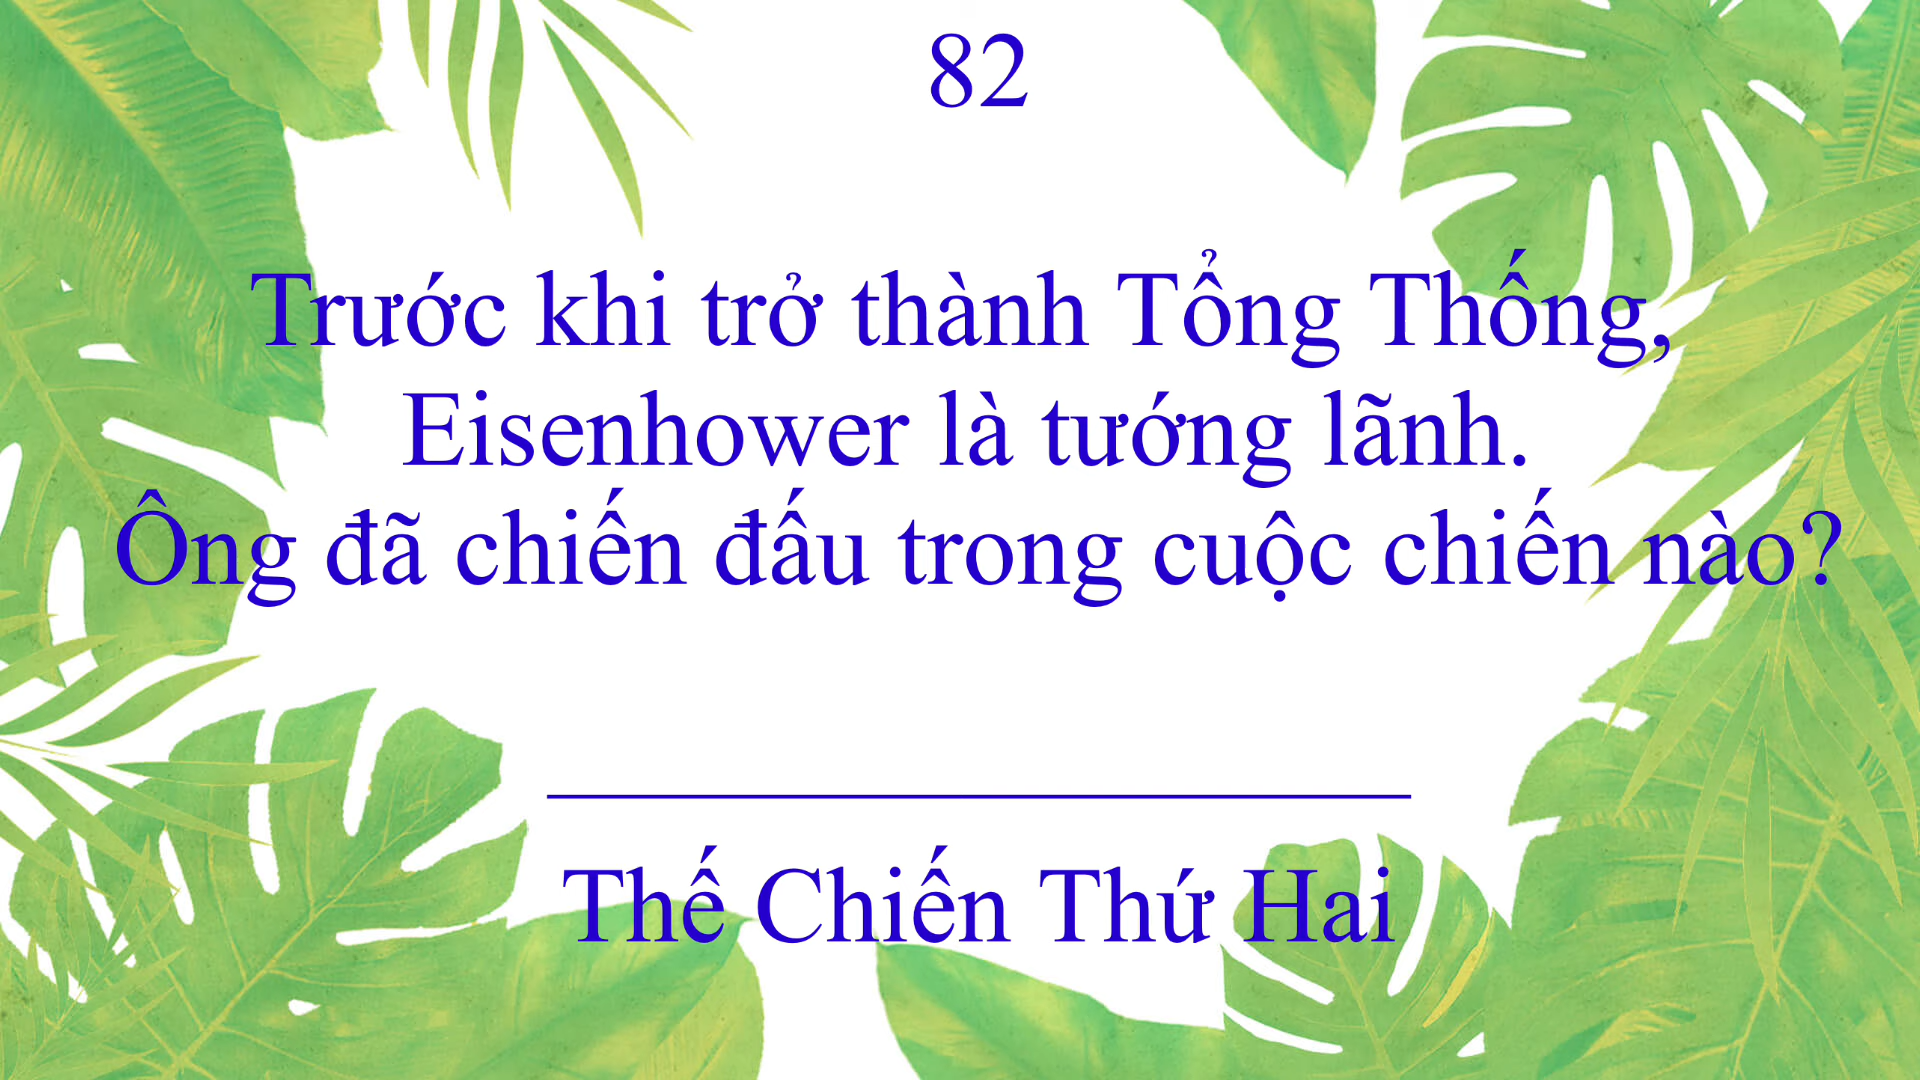 82
Trước khi trở thành Tổng Thống,
Eisenhower là tướng lãnh.
Ông đã chiến đấu trong cuộc chiến nào?
Thế Chiến Thứ Hai